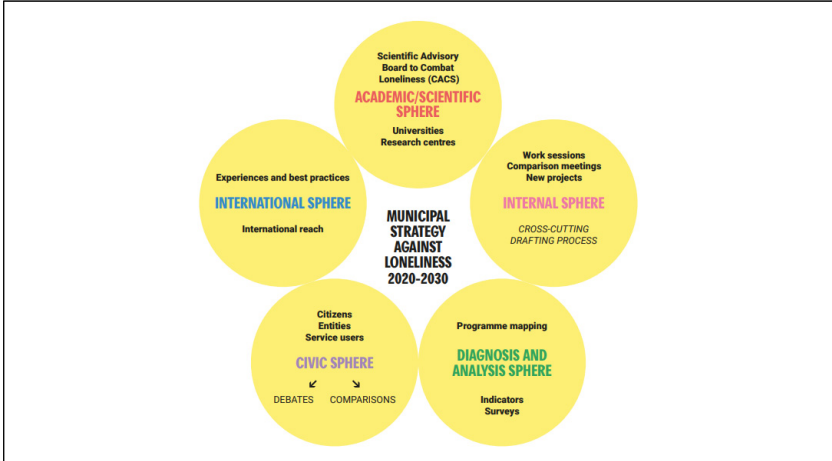 Scientific Advisory
Board to Combat
Loneliness (CACS)
ACADEMIC/SCIENTIFIC
SPHERE
Universities
Research centres
Experiences and best practices
INTERNATIONAL SPHERE
International reach
Work sessions
Comparison meetings
New projects
INTERNAL SPHERE
CROSS-CUTTING
DRAFTING PROCESS
MUNICIPAL
STRATEGY
AGAINST
LONELINESS
2020-2030
Citizens
Entities
Service users
CIVIC SPHERE
DEBATES COMPARISONS
Programme mapping
DIAGNOSIS AND
ANALYSIS SPHERE
Indicators
Surveys